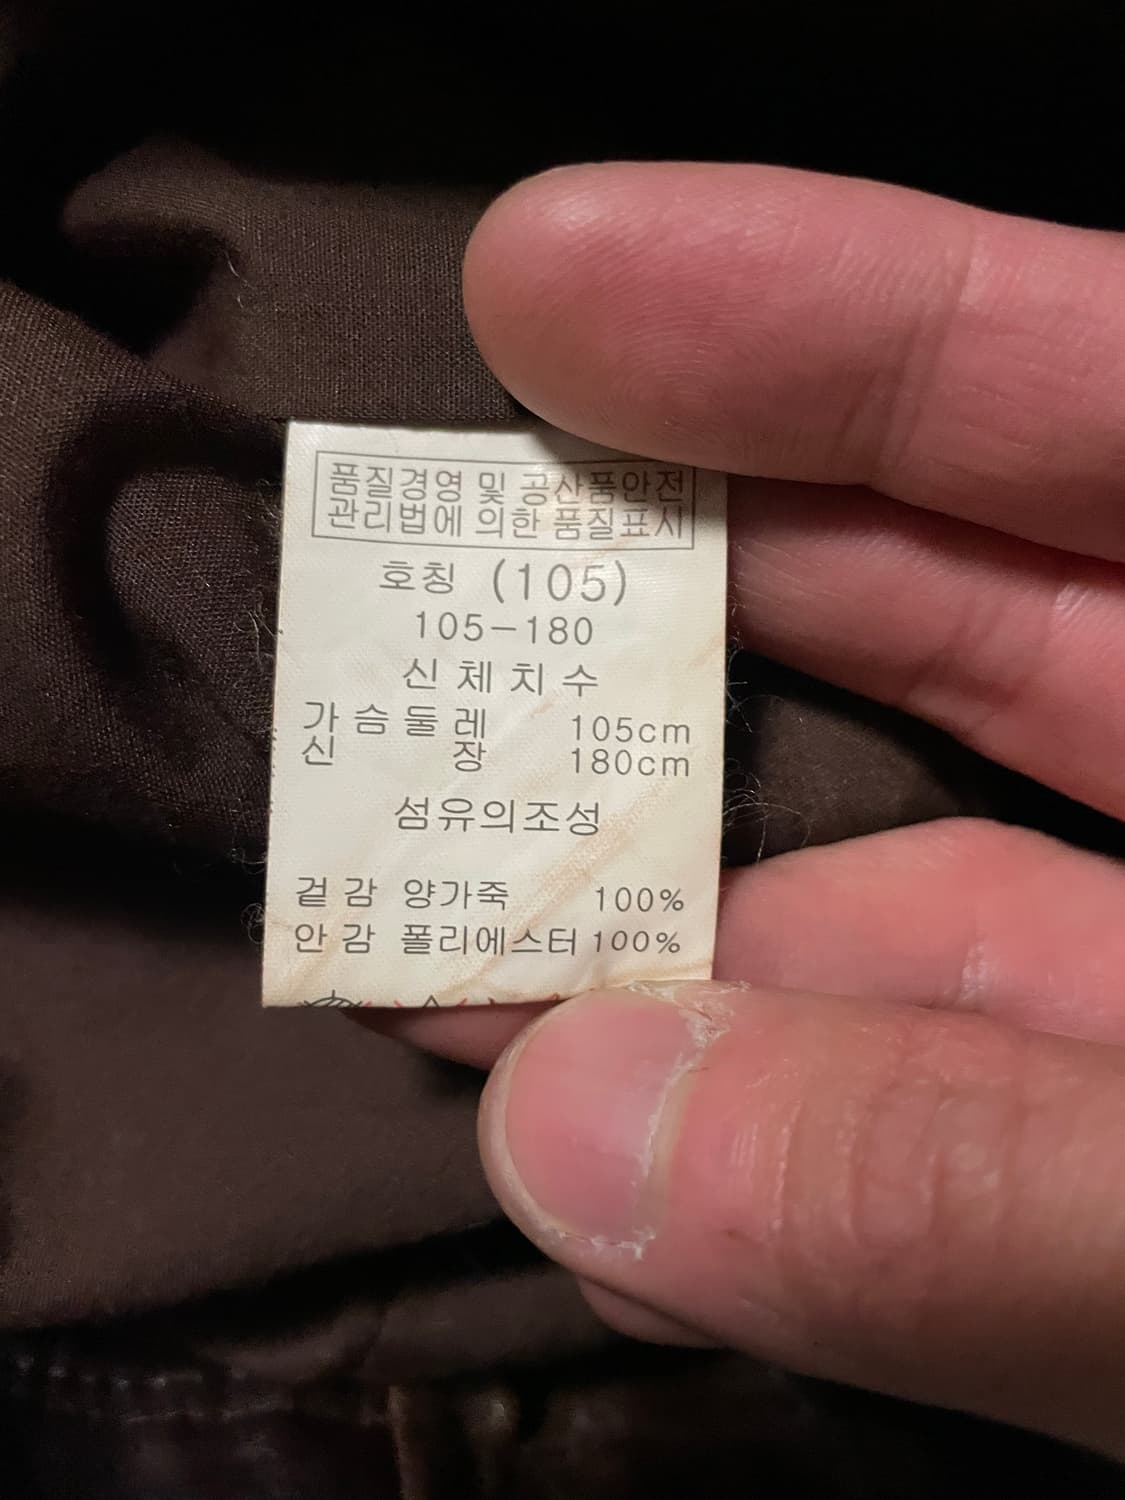 품질경영 및 공산품안전
관리법에 의한 품질표시
호칭 (105)
105-180
신체치수
가슴둘레 105cm
신장 180cm
섬유의조성
겉감 양가죽 100%
안감 폴리에스터 100%